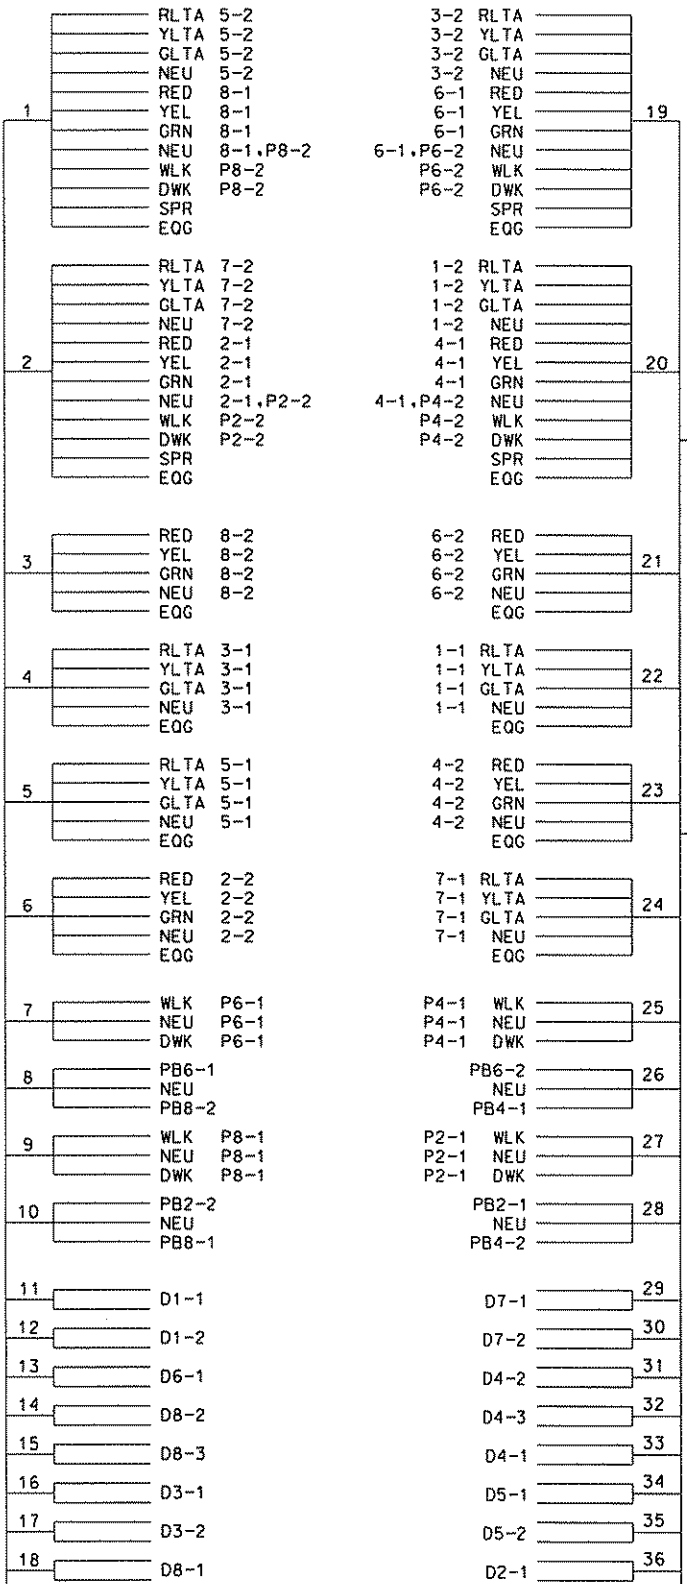 RLTA 5-2
YLTA 5-2
GLTA 5-2
NEU 5-2
RED 8-1
1
YEL 8-1
GRN 8-1
NEU 8-1,P8-2
WLK P8-2
DWK P8-2
SPR
EQG
RLTA 7-2
YLTA 7-2
GLTA 7-2
NEU 7-2
RED 2-1
2
YEL 2-1
GRN 2-1
NEU 2-1,P2-2
WLK P2-2
DWK P2-2
SPR
EQG
RED 8-2
3
YEL 8-2
GRN 8-2
NEU 8-2
EQG
RLTA 3-1
4
YLTA 3-1
GLTA 3-1
NEU 3-1
EQG
RLTA 5-1
5
YLTA 5-1
GLTA 5-1
NEU 5-1
EQG
RED 2-2
6
YEL 2-2
GRN 2-2
NEU 2-2
EQG
7
WLK P6-1
NEU P6-1
DWK P6-1
8
PB6-1
NEU
PB8-2
9
WLK P8-1
NEU P8-1
DWK P8-1
10
PB2-2
NEU
PB8-1
11 D1-1
12 D1-2
13 D6-1
14 D8-2
15 D8-3
16 D3-1
17 D3-2
18 D8-1
3-2 RLTA
3-2 YLTA
3-2 GLTA
3-2 NEU
6-1 RED
19
6-1 YEL
6-1 GRN
6-1,P6-2 NEU
P6-2 WLK
P6-2 DWK
SPR
EQG
1-2 RLTA
1-2 YLTA
1-2 GLTA
1-2 NEU
4-1 RED
20
4-1 YEL
4-1 GRN
4-1,P4-2 NEU
P4-2 WLK
P4-2 DWK
SPR
EQG
6-2 RED
21
6-2 YEL
6-2 GRN
6-2 NEU
EQG
1-1 RLTA
22
1-1 YLTA
1-1 GLTA
1-1 NEU
EQG
4-2 RED
23
4-2 YEL
4-2 GRN
4-2 NEU
EQG
7-1 RLTA
24
7-1 YLTA
7-1 GLTA
7-1 NEU
EQG
25
P4-1 WLK
P4-1 NEU
P4-1 DWK
26
PB6-2
NEU
PB4-1
27
P2-1 WLK
P2-1 NEU
P2-1 DWK
28
PB2-1
NEU
PB4-2
D7-1 29
D7-2 30
D4-2 31
D4-3 32
D4-1 33
D5-1 34
D5-2 35
D2-1 36